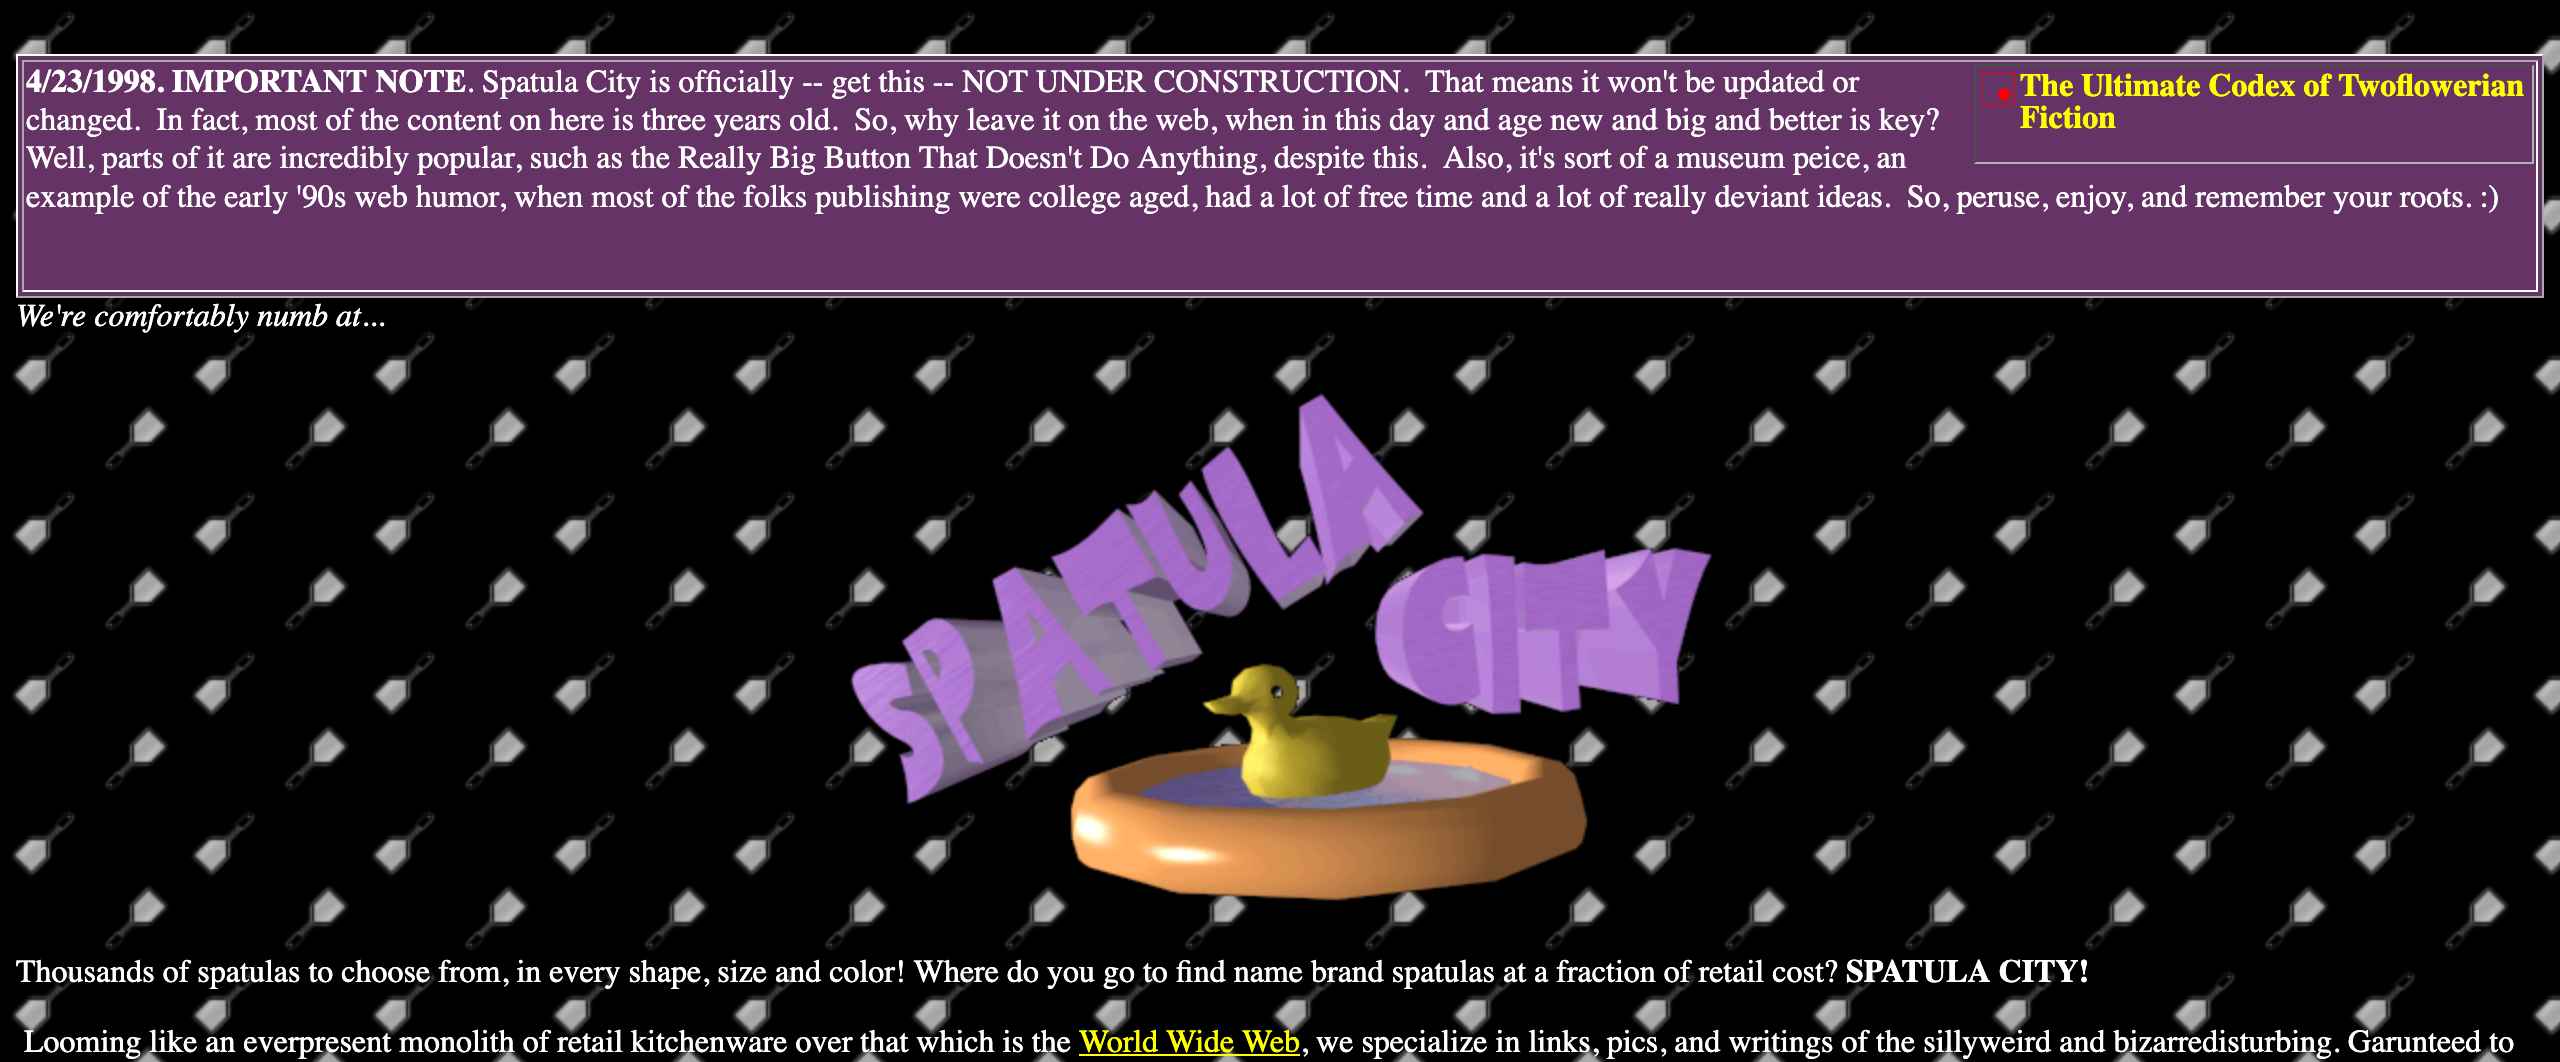 4/23/1998. IMPORTANT NOTE. Spatula City is officially -- get this -- NOT UNDER CONSTRUCTION.  That means it won't be updated or
changed.  In fact, most of the content on here is three years old.  So, why leave it on the web, when in this day and age new and big and better is key?
Well, parts of it are incredibly popular, such as the Really Big Button That Doesn't Do Anything, despite this.  Also, it's sort of a museum peice, an
example of the early '90s web humor, when most of the folks publishing were college aged, had a lot of free time and a lot of really deviant ideas.  So, peruse, enjoy, and remember your roots. :)
The Ultimate Codex of Twoflowerian
Fiction
We're comfortably numb at...
SPATULA
CITY
Thousands of spatulas to choose from, in every shape, size and color! Where do you go to find name brand spatulas at a fraction of retail cost? SPATULA CITY!
Looming like an everpresent monolith of retail kitchenware over that which is the World Wide Web, we specialize in links, pics, and writings of the sillyweird and bizarredisturbing. Garunteed to